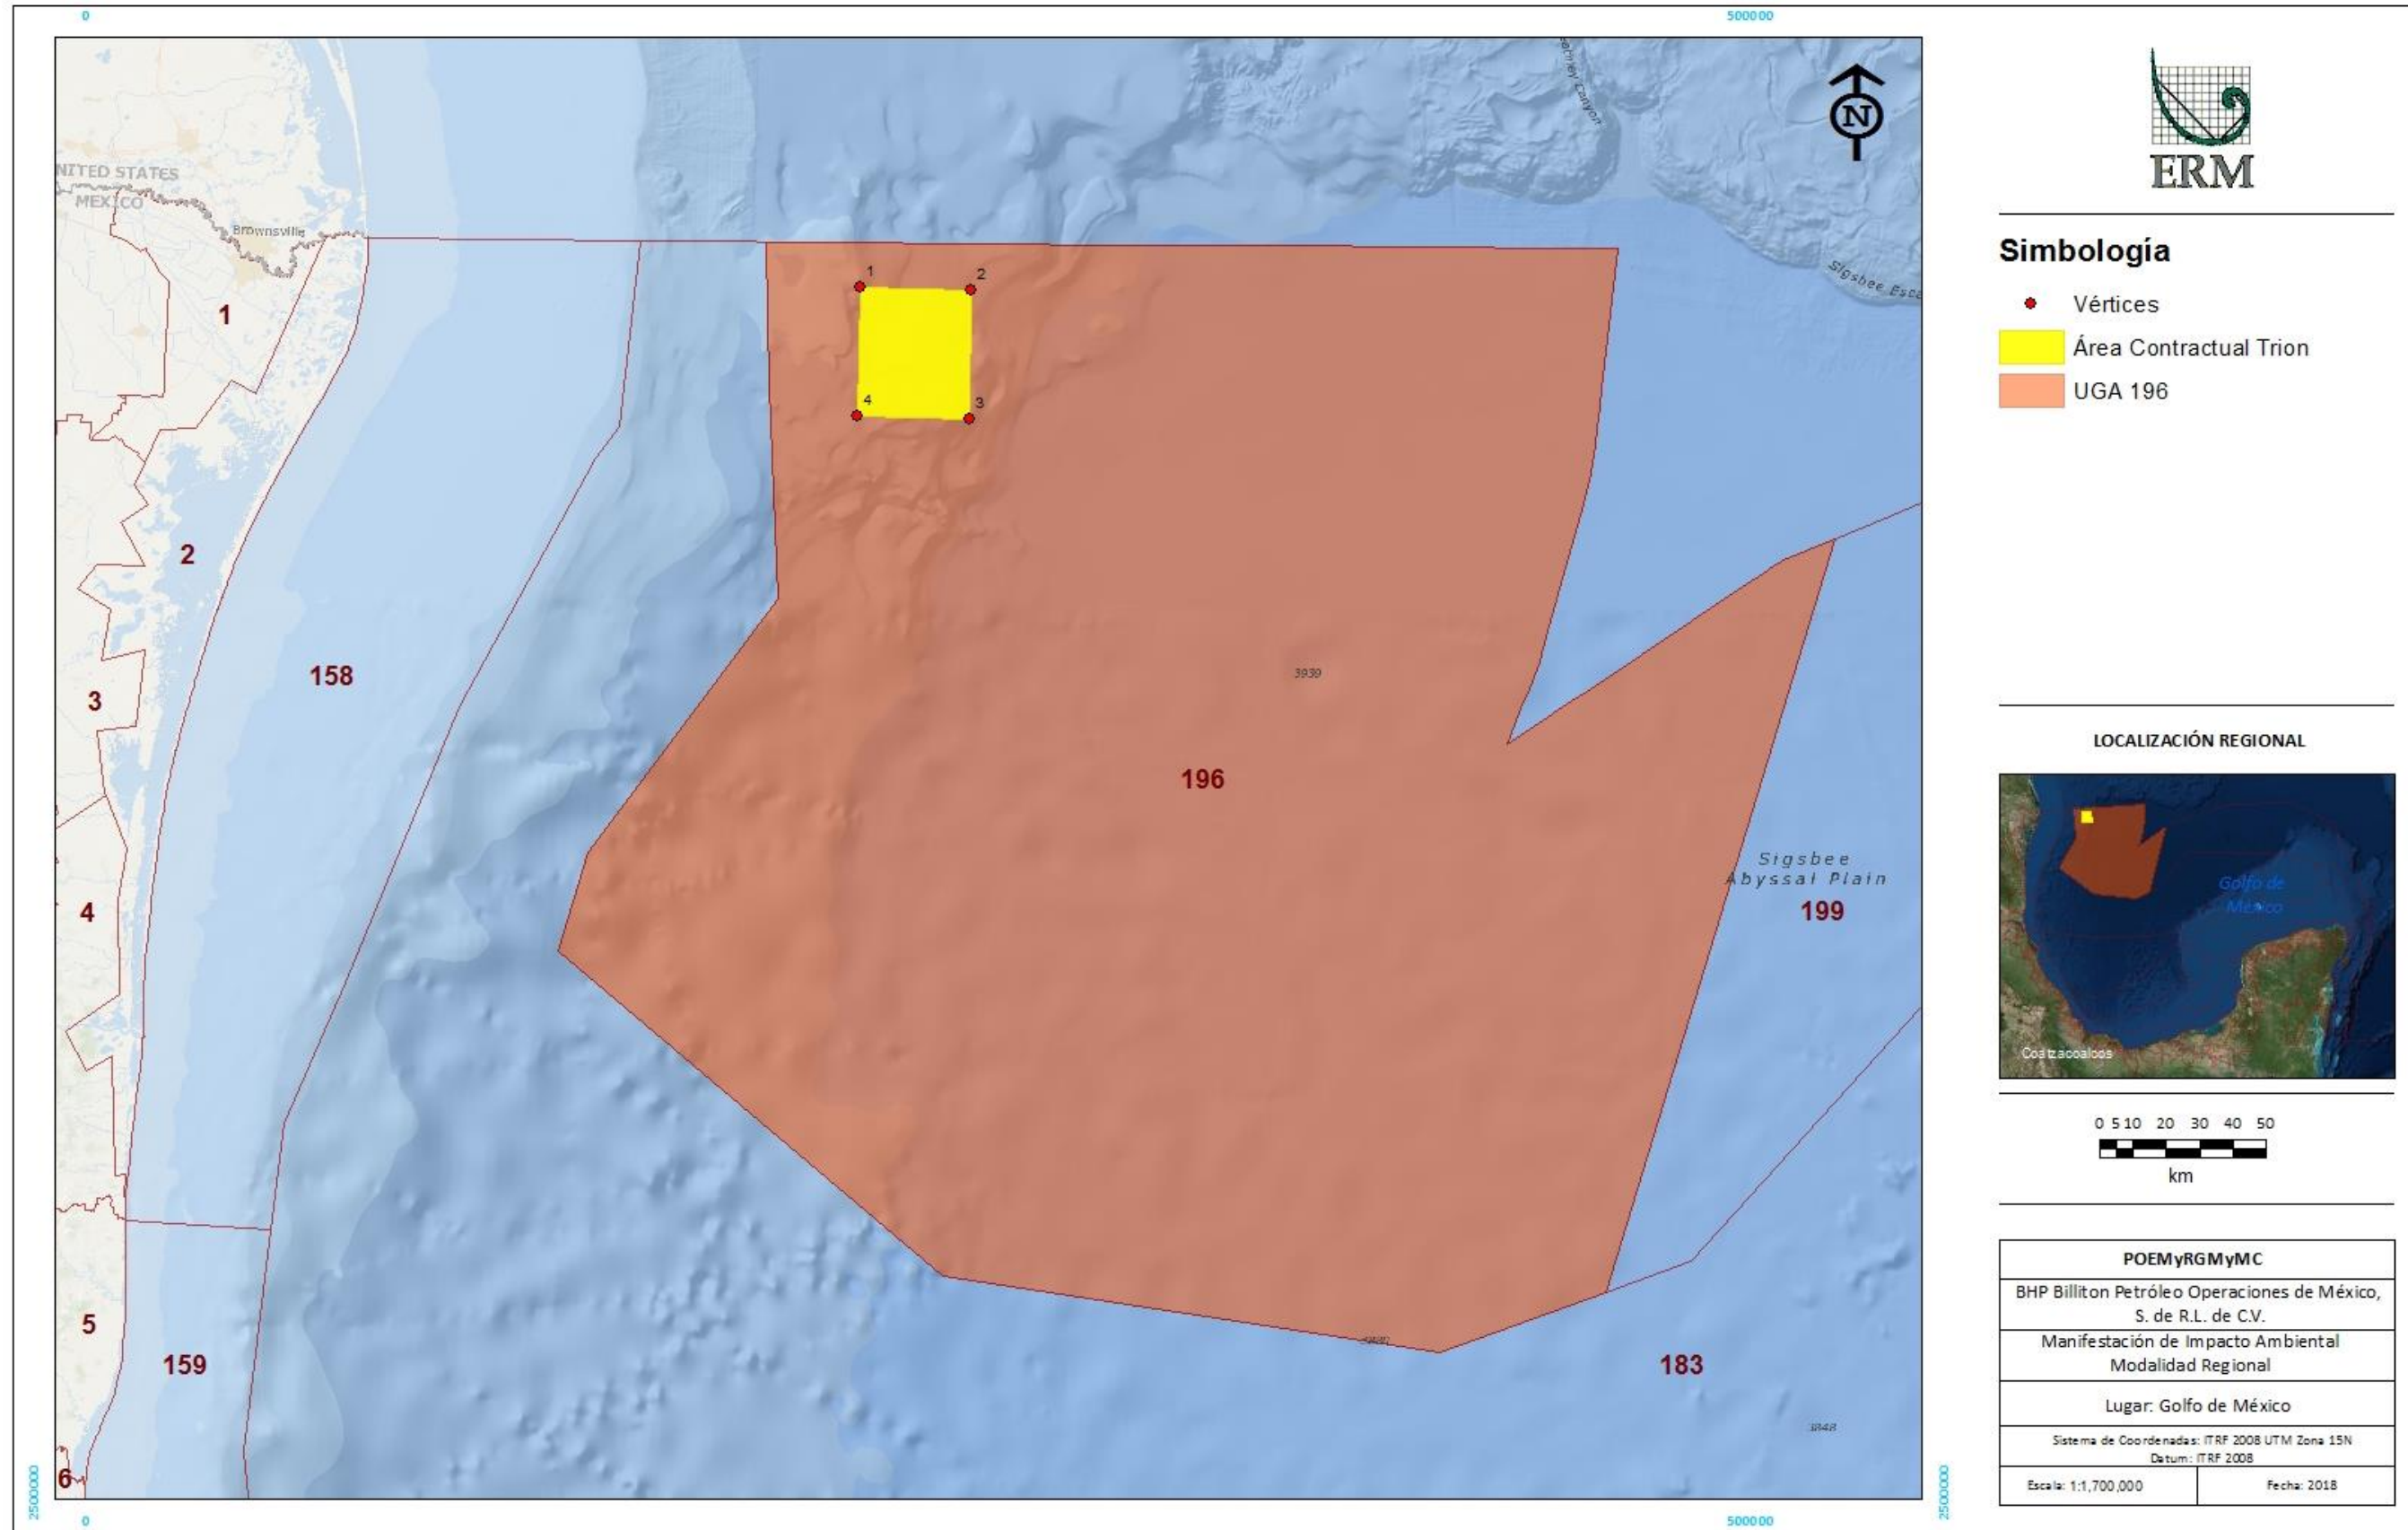 0
500000
eatney Canyon
N
NITED STATES
MEXICO
Brownsville
Sigsbee Esca
1
2
1
4
3
2
158
3
3939
196
Sigsbee
Abyssal Plain
199
4
5
159
183
3848
6
2500000
2500000
0
500000
ERM
Simbología
Vértices
Área Contractual Trion
UGA 196
LOCALIZACIÓN REGIONAL
Golfo de
México
Coatzacoalcos
0 5 10 20 30 40 50
km
POEMyRGMyMC
BHP Billiton Petróleo Operaciones de México,
S. de R.L. de C.V.
Manifestación de Impacto Ambiental
Modalidad Regional
Lugar: Golfo de México
Sistema de Coordenadas: ITRF 2008 UTM Zona 15N
Datum: ITRF 2008
Escala: 1:1,700,000
Fecha: 2018